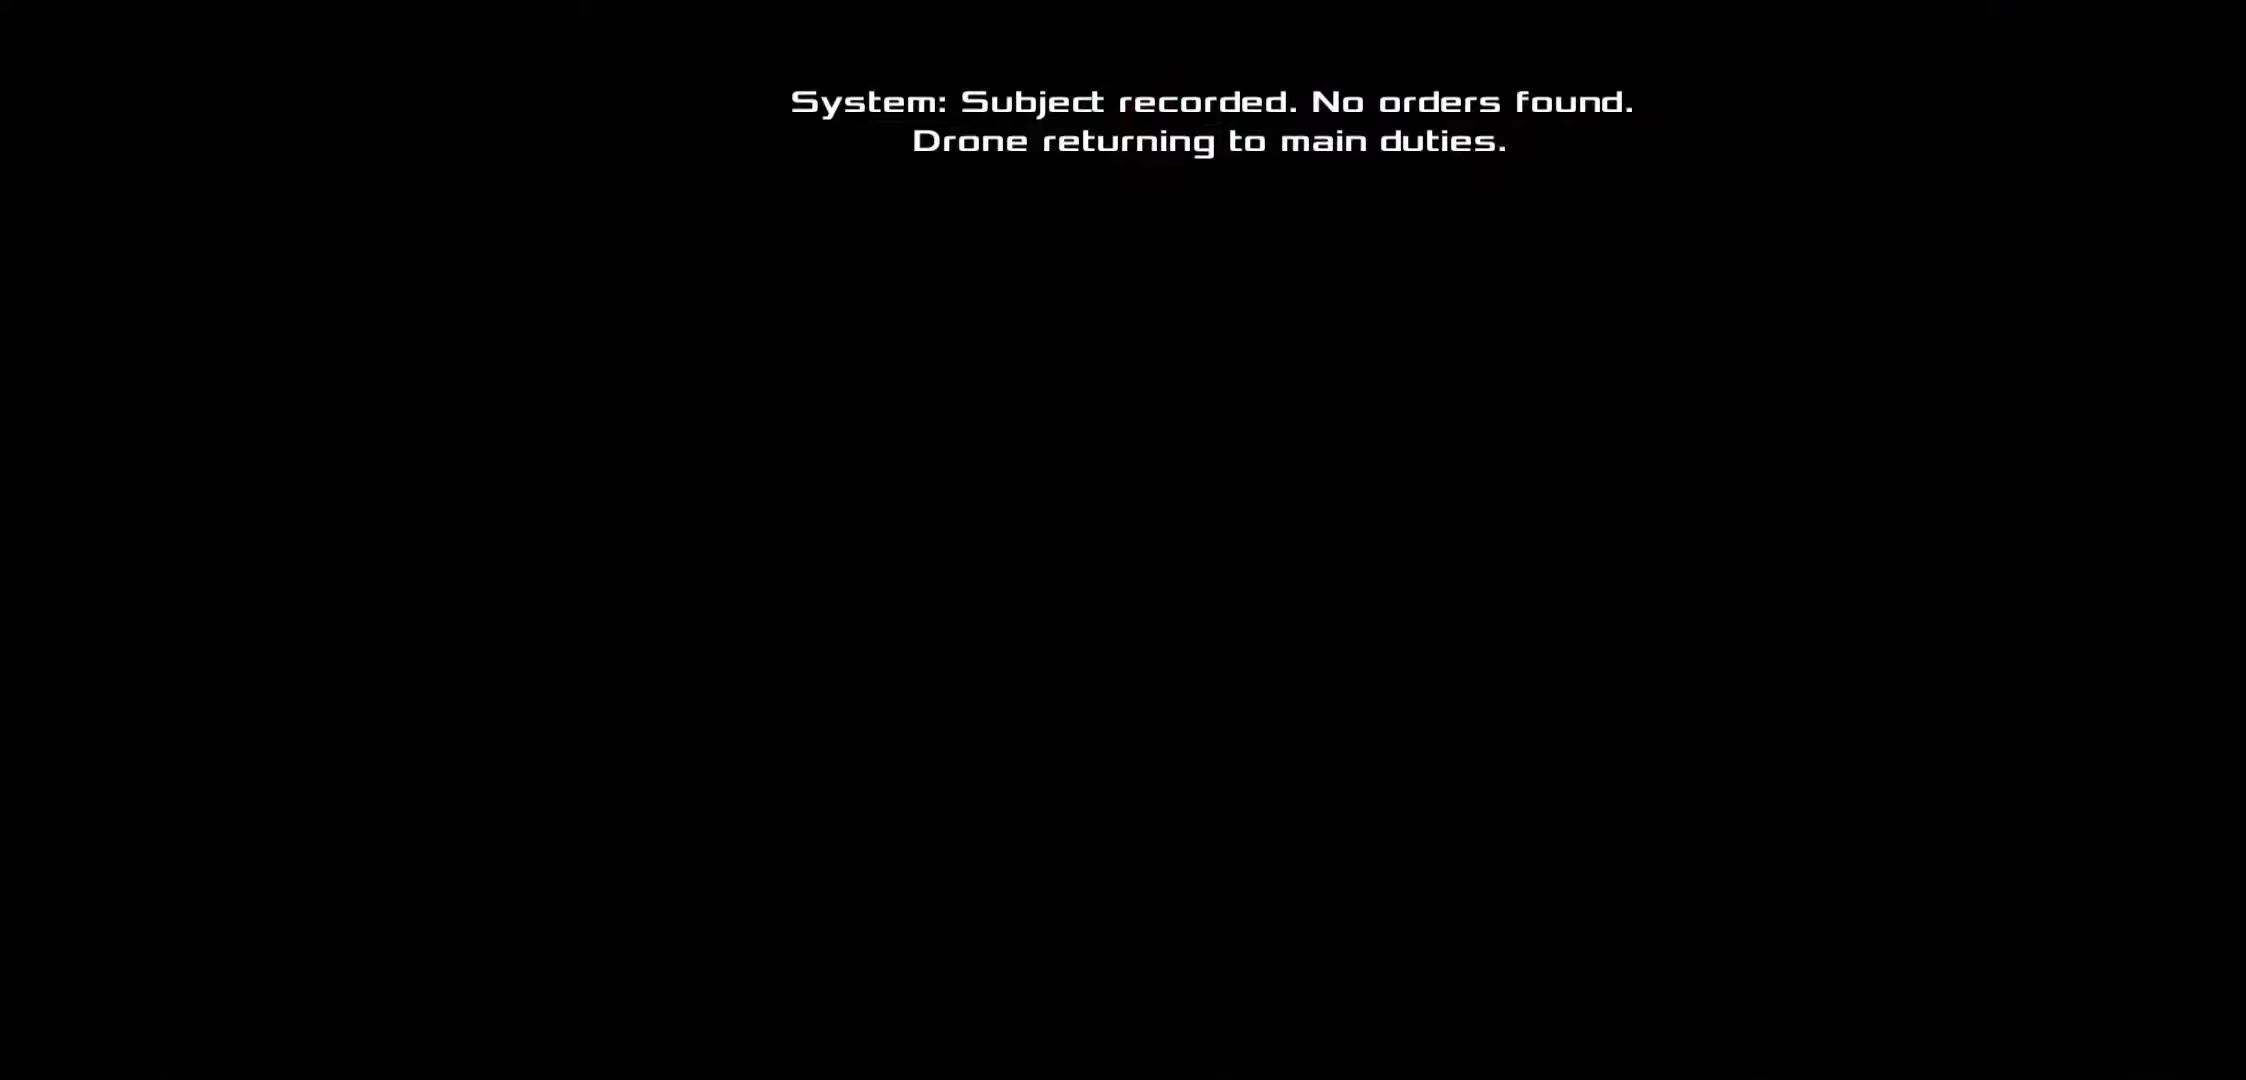 System: Subject recorded. No orders found.
Drone returning to main duties.